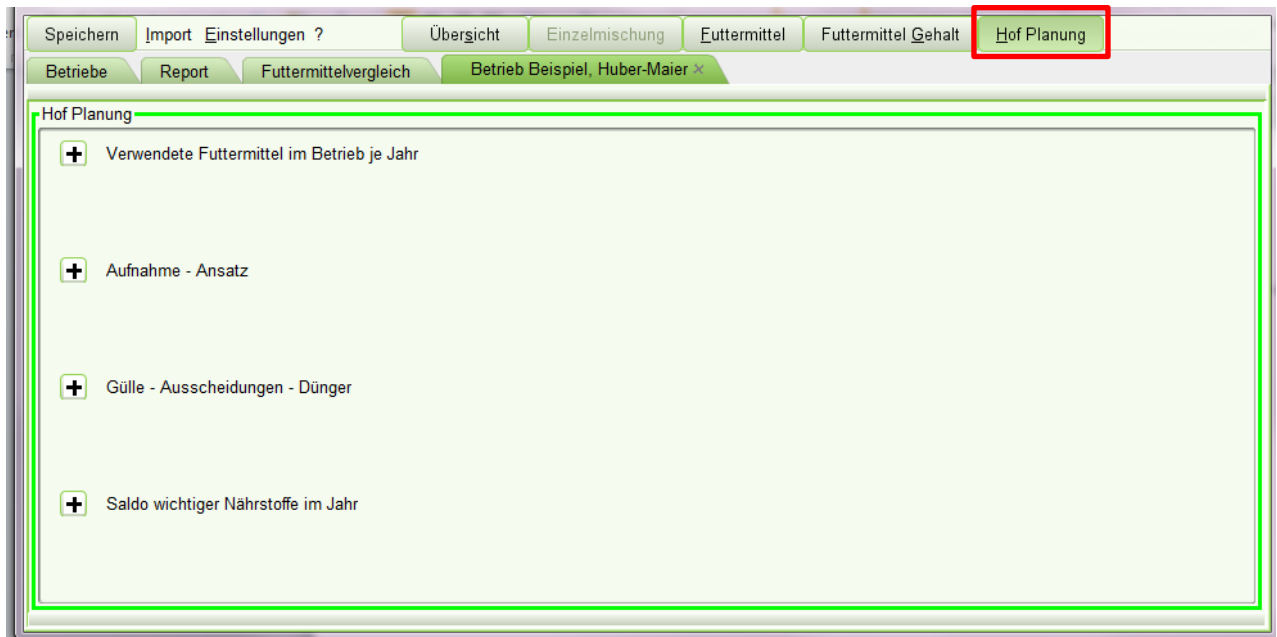 Speichern Import Einstellungen ? Übersicht Einzelmischung Futtermittel Futtermittel Gehalt Hof Planung
Betriebe Report Futtermittelvergleich Betrieb Beispiel, Huber-Maier ×
Hof Planung
Verwendete Futtermittel im Betrieb je Jahr
Aufnahme - Ansatz
Gülle - Ausscheidungen - Dünger
Saldo wichtiger Nährstoffe im Jahr